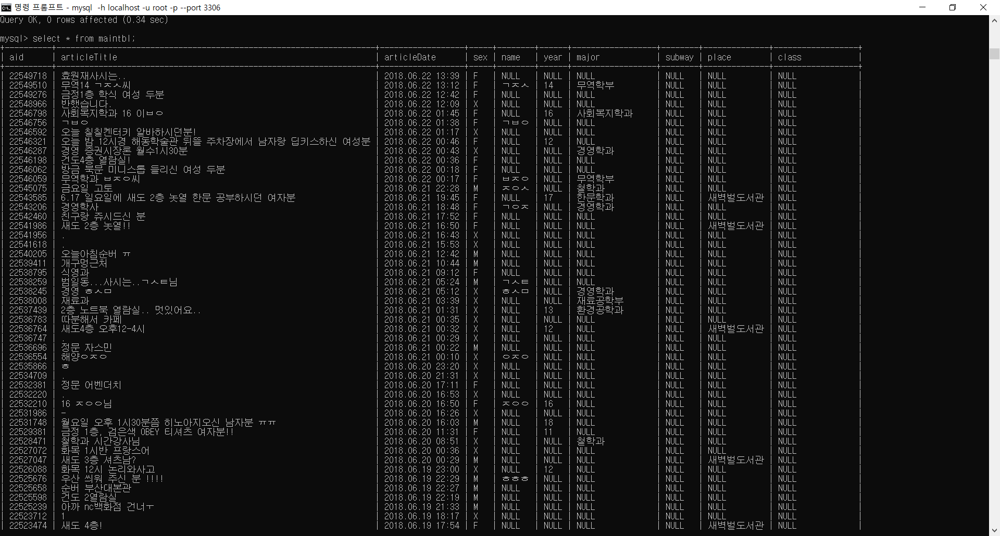 명령 프롬프트 - mysql  -h localhost -u root -p --port 3306
Query OK, 0 rows affected (0.34 sec)
mysql> select * from maintbl;
| aid | articleTitle | articleDate | sex | name | year | major | subway | place | class |
| 22549718 |효원재사시는.. | 2018.06.22 13:39 | F | NULL | NULL | NULL | NULL | NULL | NULL |
| 22549510 | 무역14 ㄱㅈㅅ씨 | 2018.06.22 13:12 | F | ㄱㅈㅅ | 14 | 무역학부 | NULL | NULL | NULL |
| 22549276 | 금정1층 학식 여성 두분 | 2018.06.22 12:42 | F | NULL | NULL | NULL | NULL | NULL | NULL |
| 22548966 | 반했습니다. | 2018.06.22 12:09 | X | NULL | NULL | NULL | NULL | NULL | NULL |
| 22546798 | 사회복지학과 16 이ㅂㅇ | 2018.06.22 01:45 | F | NULL | 16 | 사회복지학과 | NULL | NULL | NULL |
| 22546756 | ㄱㅂㅇ | 2018.06.22 01:38 | F | ㄱㅂㅇ | NULL | NULL | NULL | NULL | NULL |
| 22546592 | 오늘 칠칠켄터키 알바하시던분! | 2018.06.22 01:17 | X | NULL | NULL | NULL | NULL | NULL | NULL |
| 22546321 | 오늘 밤 12시경 해동학술관 뒤뜰 주차장에서 남자랑 딥키스하신 여성분 | 2018.06.22 00:46 | F | NULL | 12 | NULL | NULL | NULL | NULL |
| 22546287 | 경영 증권시장론 월수1시30분 | 2018.06.22 00:43 | X | NULL | NULL | 경영학과 | NULL | NULL | NULL |
| 22546198 | 건도4층 열람실! | 2018.06.22 00:36 | F | NULL | NULL | NULL | NULL | NULL | NULL |
| 22546062 | 방금 북문 미니스톱 들리신 여성 두분 | 2018.06.22 00:18 | F | NULL | NULL | NULL | NULL | NULL | NULL |
| 22546059 | 무역학과 ㅂㅈㅇ씨 | 2018.06.22 00:17 | F | ㅂㅈㅇ | NULL | 무역학부 | NULL | NULL | NULL |
| 22545075 | 금요일 고토 | 2018.06.21 22:28 | M | ㅈㅇㅅ | NULL | 철학과 | NULL | NULL | NULL |
| 22543585 | 6.17 일요일에 새도 2층 놋열 한문 공부하시던 여자분 | 2018.06.21 19:45 | F | NULL | 17 | 한문학과 | NULL | 새벽벌도서관 | NULL |
| 22543206 | 경영학사 | 2018.06.21 18:48 | F | ㄱㅇㅈ | NULL | 경영학과 | NULL | NULL | NULL |
| 22542460 | 친구랑 쥬시드신 분 | 2018.06.21 17:52 | F | NULL | NULL | NULL | NULL | NULL | NULL |
| 22541986 | 새도 2층 놋열!! | 2018.06.21 16:50 | F | NULL | NULL | NULL | NULL | 새벽벌도서관 | NULL |
| 22541956 | . | 2018.06.21 16:43 | X | NULL | NULL | NULL | NULL | NULL | NULL |
| 22541618 | . | 2018.06.21 15:53 | X | NULL | NULL | NULL | NULL | NULL | NULL |
| 22540205 | 오늘아침순버 ㅠ | 2018.06.21 12:42 | M | NULL | NULL | NULL | NULL | NULL | NULL |
| 22539411 | 개구멍근처 | 2018.06.21 10:44 | M | NULL | NULL | NULL | NULL | NULL | NULL |
| 22538795 | 식영과 | 2018.06.21 09:12 | F | NULL | NULL | NULL | NULL | NULL | NULL |
| 22538259 | 범일동...사시는..ㄱㅅㅌ님 | 2018.06.21 05:24 | M | ㄱㅅㅌ | NULL | NULL | NULL | NULL | NULL |
| 22538245 | 경영 ㅎㅅㅁ | 2018.06.21 05:12 | X | ㅎㅅㅁ | NULL | 경영학과 | NULL | NULL | NULL |
| 22538008 | 재료과 | 2018.06.21 03:39 | X | NULL | NULL | 재료공학부 | NULL | NULL | NULL |
| 22537439 | 2층 노트북 열람실.. 멋있어요.. | 2018.06.21 01:31 | X | NULL | 13 | 환경공학과 | NULL | NULL | NULL |
| 22536783 | 따분해서 카페 | 2018.06.21 00:35 | X | NULL | NULL | NULL | NULL | NULL | NULL |
| 22536764 | 새도4층 오후12-4시 | 2018.06.21 00:32 | X | NULL | 12 | NULL | NULL | 새벽벌도서관 | NULL |
| 22536747 | . | 2018.06.21 00:29 | X | NULL | NULL | NULL | NULL | NULL | NULL |
| 22536696 | 정문 자스민 | 2018.06.21 00:22 | M | NULL | NULL | NULL | NULL | NULL | NULL |
| 22536554 | 해양ㅇㅈㅇ | 2018.06.21 00:10 | X | ㅇㅈㅇ | NULL | NULL | NULL | NULL | NULL |
| 22535866 | ㅎ | 2018.06.20 23:20 | X | NULL | NULL | NULL | NULL | NULL | NULL |
| 22534709 | . | 2018.06.20 21:31 | X | NULL | NULL | NULL | NULL | NULL | NULL |
| 22532381 | 정문 어벤더치 | 2018.06.20 17:11 | F | NULL | NULL | NULL | NULL | NULL | NULL |
| 22532220 | . | 2018.06.20 16:53 | X | NULL | NULL | NULL | NULL | NULL | NULL |
| 22532210 | 16 ㅈㅇㅇ님 | 2018.06.20 16:50 | F | ㅈㅇㅇ | 16 | NULL | NULL | NULL | NULL |
| 22531986 | - | 2018.06.20 16:26 | X | NULL | NULL | NULL | NULL | NULL | NULL |
| 22531748 | 월요일 오후 1시30분쯤 히노아지오신 남자분 ㅠㅠ | 2018.06.20 16:03 | M | NULL | 18 | NULL | NULL | NULL | NULL |
| 22529381 | 금정 1층, 검은색 OBEY 티셔츠 여자분!! | 2018.06.20 11:31 | F | NULL | 11 | NULL | NULL | NULL | NULL |
| 22528471 | 철학과 시간강사님 | 2018.06.20 08:51 | X | NULL | NULL | 철학과 | NULL | NULL | NULL |
| 22527072 | 화목 1시반 프랑스어 | 2018.06.20 00:36 | X | NULL | NULL | NULL | NULL | NULL | NULL |
| 22527047 | 새도 3층 셔츠남? | 2018.06.20 00:29 | M | NULL | NULL | NULL | NULL | 새벽벌도서관 | NULL |
| 22526088 | 화목 12시 논리와사고 | 2018.06.19 23:00 | X | NULL | 12 | NULL | NULL | NULL | NULL |
| 22525676 | 우산 씌워 주신 분 !!!! | 2018.06.19 22:29 | M | ㅎㅎㅎ | NULL | NULL | NULL | NULL | NULL |
| 22525658 | 순버 부산대본관 | 2018.06.19 22:27 | M | NULL | NULL | NULL | NULL | NULL | NULL |
| 22525598 | 건도 2열람실 | 2018.06.19 22:19 | M | NULL | NULL | NULL | NULL | NULL | NULL |
| 22525239 | 아까 nc백화점 건너ㅜ | 2018.06.19 21:33 | M | NULL | NULL | NULL | NULL | NULL | NULL |
| 22523712 | 1 | 2018.06.19 18:17 | X | NULL | NULL | NULL | NULL | NULL | NULL |
| 22523474 | 새도 4층! | 2018.06.19 17:54 | F | NULL | NULL | NULL | NULL | 새벽벌도서관 | NULL |